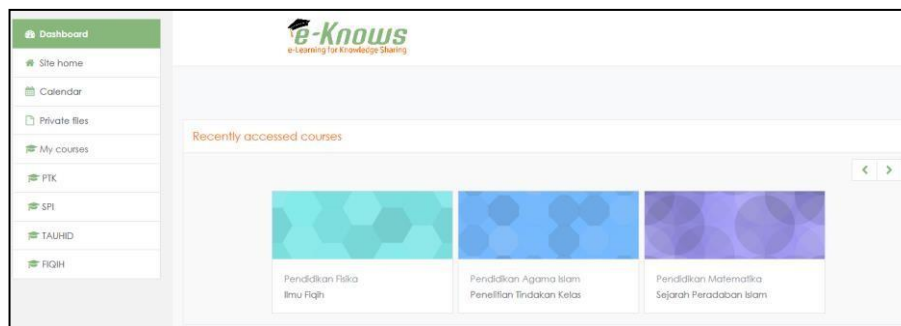 Dashboard
Site home
Calendar
Private files
My courses
PTK
SPI
TAUHID
FIQIH
e-Knows
e-Learning for Knowledge Sharing
Recently accessed courses
Pendidikan Fisika
Ilmu Fiqih
Pendidikan Agama Islam
Penelitian Tindakan Kelas
Pendidikan Matematika
Sejarah Peradaban Islam